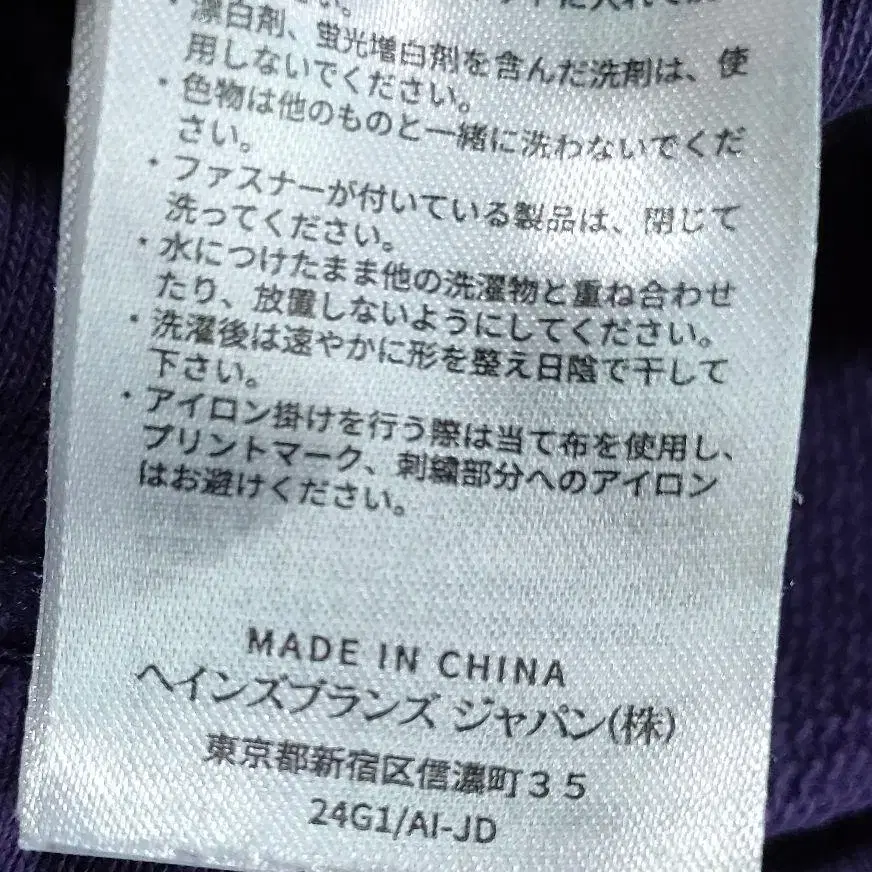 ・漂白剤、蛍光増白剤を含んだ洗剤は、使
用しないでください。
・色物は他のものと一緒に洗わないでくだ
さい。
・ファスナーが付いている製品は、閉じて
洗ってください。
・水につけたまま他の洗濯物と重ね合わせ
たり、放置しないようにしてください。
・洗濯後は速やかに形を整え日陰で干して
下さい。
・アイロン掛けを行う際は当て布を使用し、
プリントマーク、刺繍部分へのアイロン
はお避けください。
MADE IN CHINA
ヘインズブランズ ジャパン(株)
東京都新宿区信濃町35
24G1/AI-JD